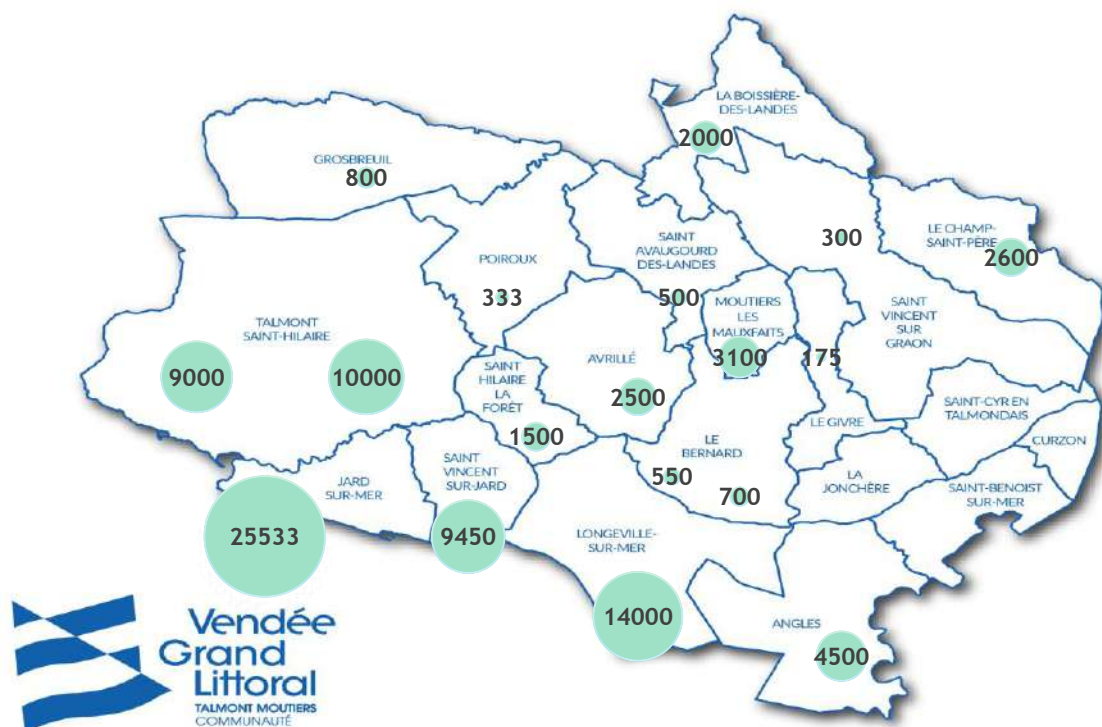 LA BOISSIÈRE-
DES-LANDES
2000
GROSBREUIL
800
300
LE CHAMP-
SAINT-PÈRE
2600
SAINT
AVAUGOURD
DES-LANDES
500
POIROUX
333
MOUTIERS
LES
MAUXFAITS
3100
SAINT
VINCENT
SUR
GRAON
175
TALMONT
SAINT-HILAIRE
9000
10000
SAINT
HILAIRE
LA
FORÊT
1500
AVRILLÉ
2500
SAINT-CYR EN
TALMONDAIS
LE GIVRE
CURZON
LE
BERNARD
550
700
LA
JONCHÈRE
SAINT-BENOIST
SUR-MER
JARD
SUR-MER
25533
SAINT
VINCENT
SUR-JARD
9450
LONGEVILLE-
SUR-MER
14000
ANGLES
4500
Vendée
Grand
Littoral
TALMONT MOUTIERS
COMMUNAUTÉ